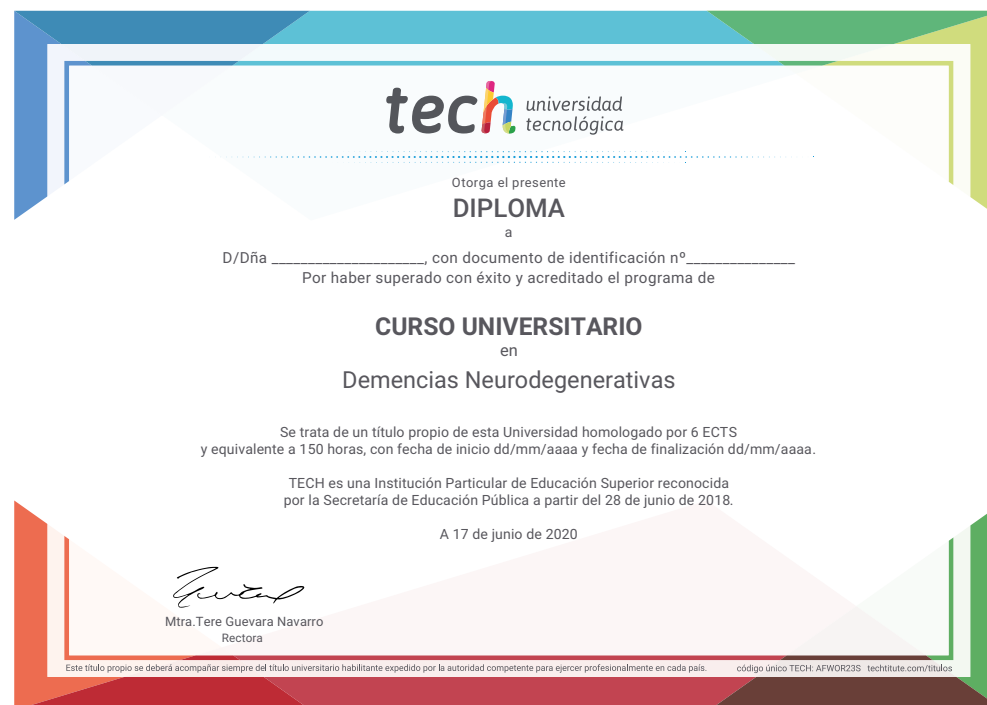 tech universidad
tecnológica
Otorga el presente
DIPLOMA
a
D/Dña _____________________, con documento de identificación nº_______________
Por haber superado con éxito y acreditado el programa de
CURSO UNIVERSITARIO
en
Demencias Neurodegenerativas
Se trata de un título propio de esta Universidad homologado por 6 ECTS
y equivalente a 150 horas, con fecha de inicio dd/mm/aaaa y fecha de finalización dd/mm/aaaa.
TECH es una Institución Particular de Educación Superior reconocida
por la Secretaría de Educación Pública a partir del 28 de junio de 2018.
A 17 de junio de 2020
Mtra.Tere Guevara Navarro
Rectora
Este título propio se deberá acompañar siempre del título universitario habilitante expedido por la autoridad competente para ejercer profesionalmente en cada país. código único TECH: AFWOR23S techtitute.com/titulos